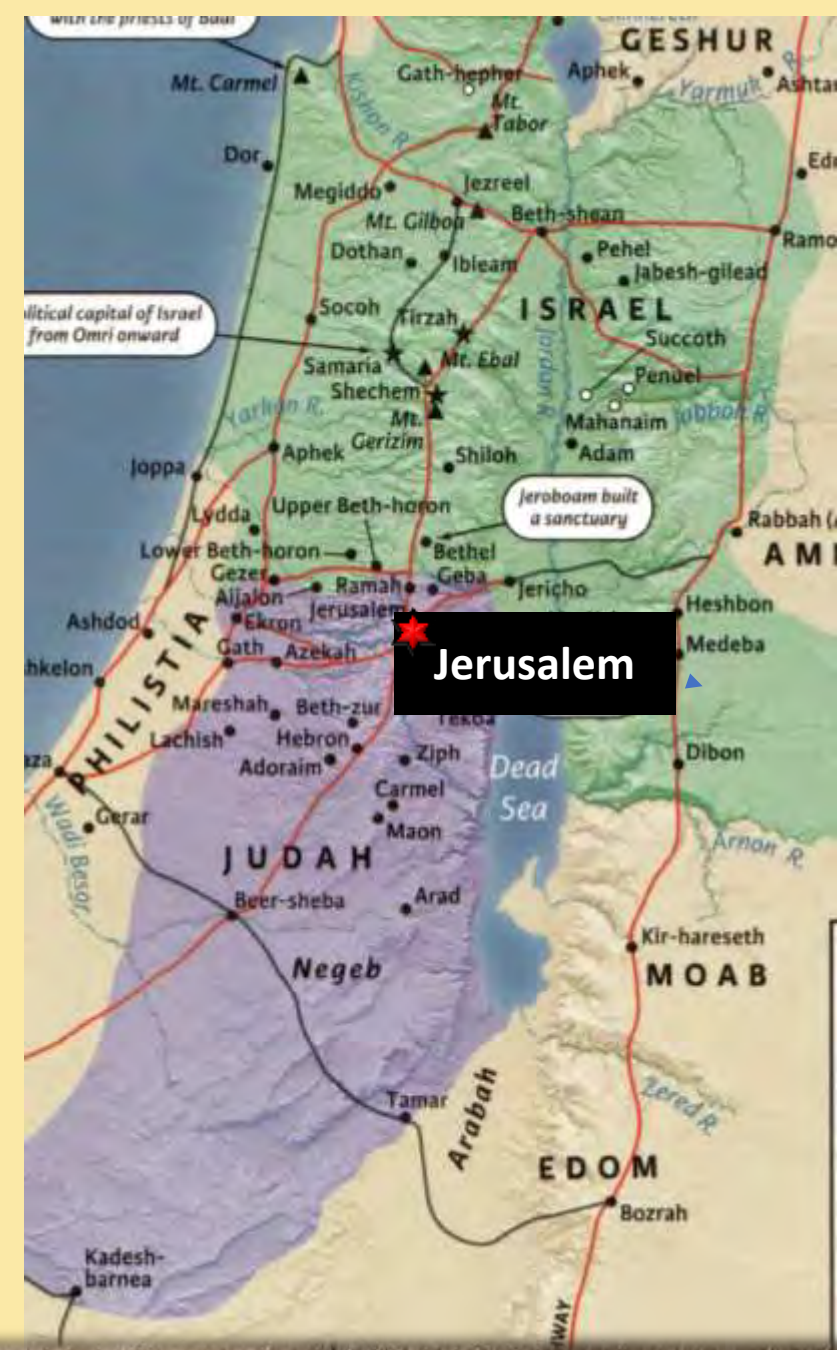 with the priests of Baal
GESHUR
Mt. Carmel
Kishon R.
Gath-hepher
Aphek
Yarmuk R.
Ashtar
Mt.
Tabor
Dor
Megiddo
Jezreel
Mt. Gilboa
Beth-shean
Ramo
Dothan
Ibleam
Pehel
Jabesh-gilead
ISRAEL
litical capital of Israel
from Omri onward
Socoh
Tirzah
Succoth
Samaria
Mt. Ebal
Jordan R.
Penuel
Shechem
Yarkon R.
Mt.
Gerizim
Mahanaim
Jabbok R.
Aphek
Shiloh
Adam
Joppa
Jeroboam built
a sanctuary
Lydda
Upper Beth-horon
Rabbah
Lower Beth-horon
Bethel
Gezer
Ramah
Geba
Jericho
Aijalon
Jerusalem
Heshbon
Ashdod
Ekron
Jerusalem
Medeba
Gath
Azekah
hkelon
PHILISTIA
Mareshah
Beth-zur
Tekoa
Lachish
Hebron
Adoraim
Ziph
Dead
Sea
Dibon
aza
Carmel
Gerar
Wadi Besor
Maon
Arnon R.
JUDAH
Beer-sheba
Arad
Kir-hareseth
Negeb
MOAB
Tamar
Arabah
Zered R.
EDOM
Bozrah
Kadesh-
barnea
HWAY